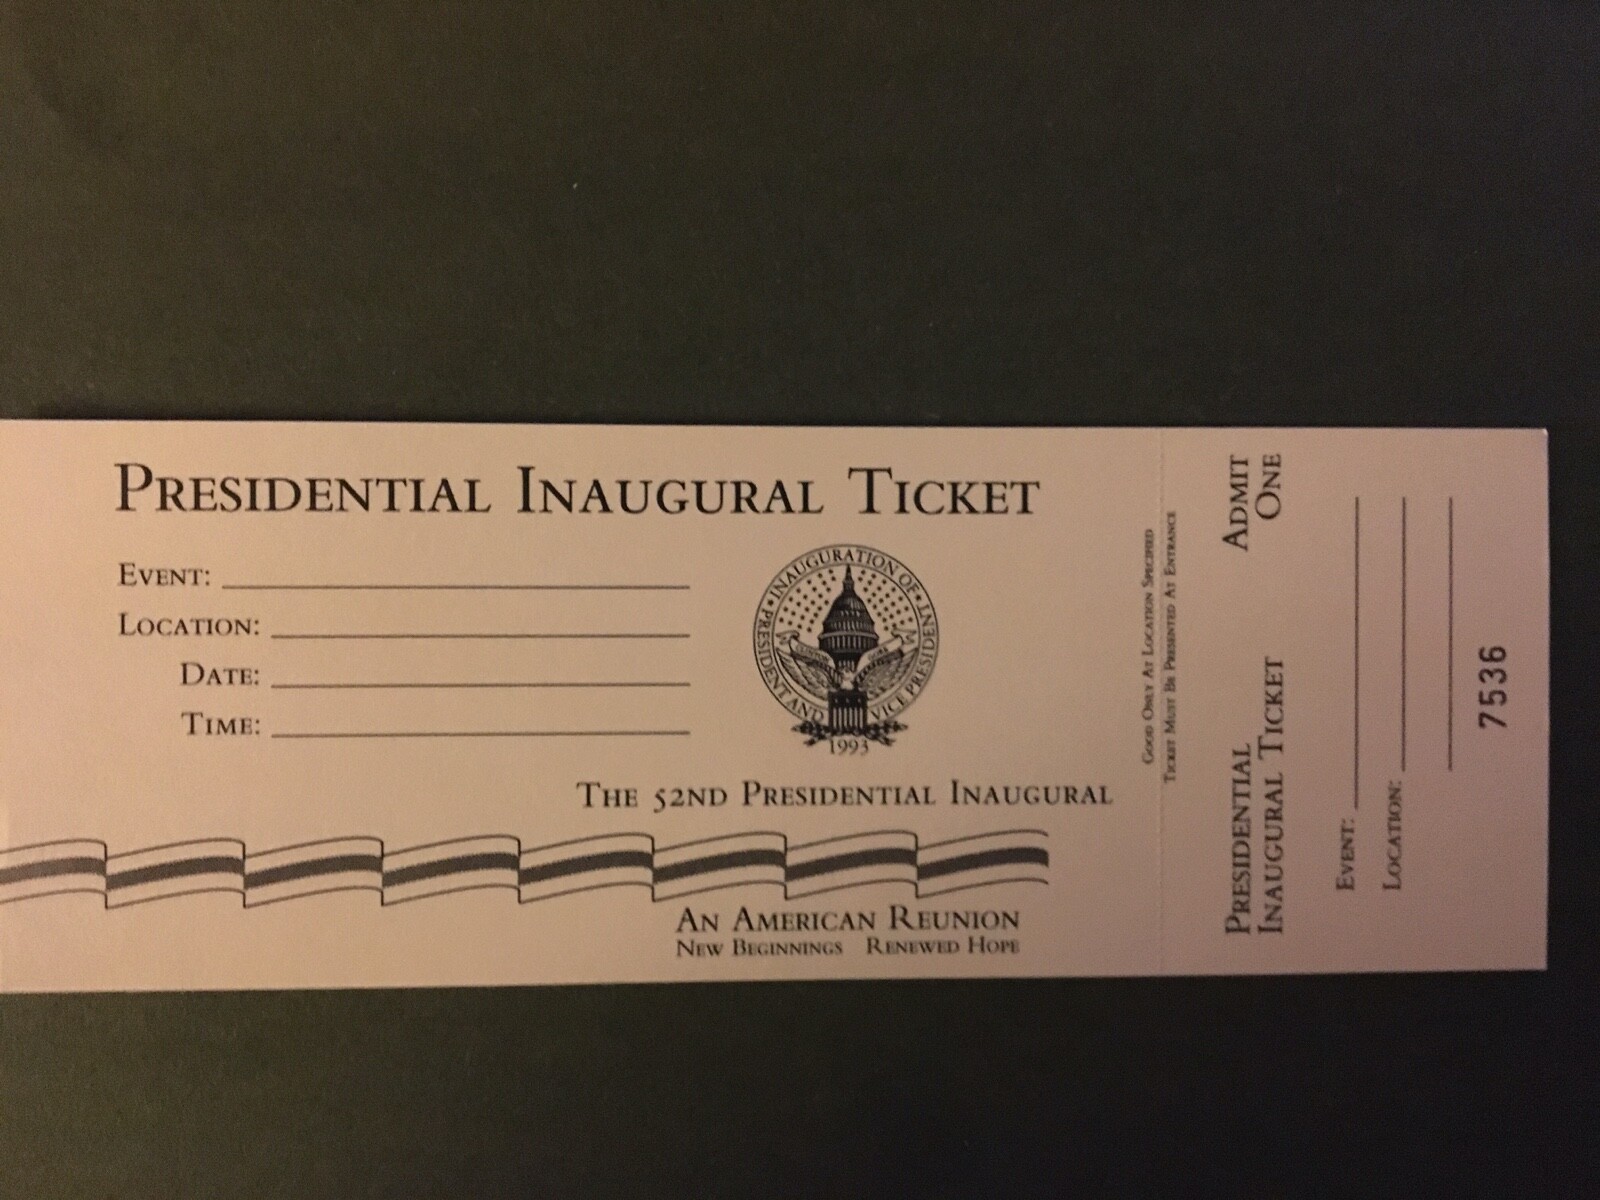 PRESIDENTIAL INAUGURAL TICKET
EVENT:
LOCATION:
DATE:
TIME:
• INAUGURATION OF •
PRESIDENT AND VICE PRESIDENT
CLINTON GORE
1993
THE 52ND PRESIDENTIAL INAUGURAL
AN AMERICAN REUNION
NEW BEGINNINGS RENEWED HOPE
GOOD ONLY AT LOCATION SPECIFIED
TICKET MUST BE PRESENTED AT ENTRANCE
PRESIDENTIAL
INAUGURAL TICKET
ADMIT
ONE
EVENT:
LOCATION:
7536